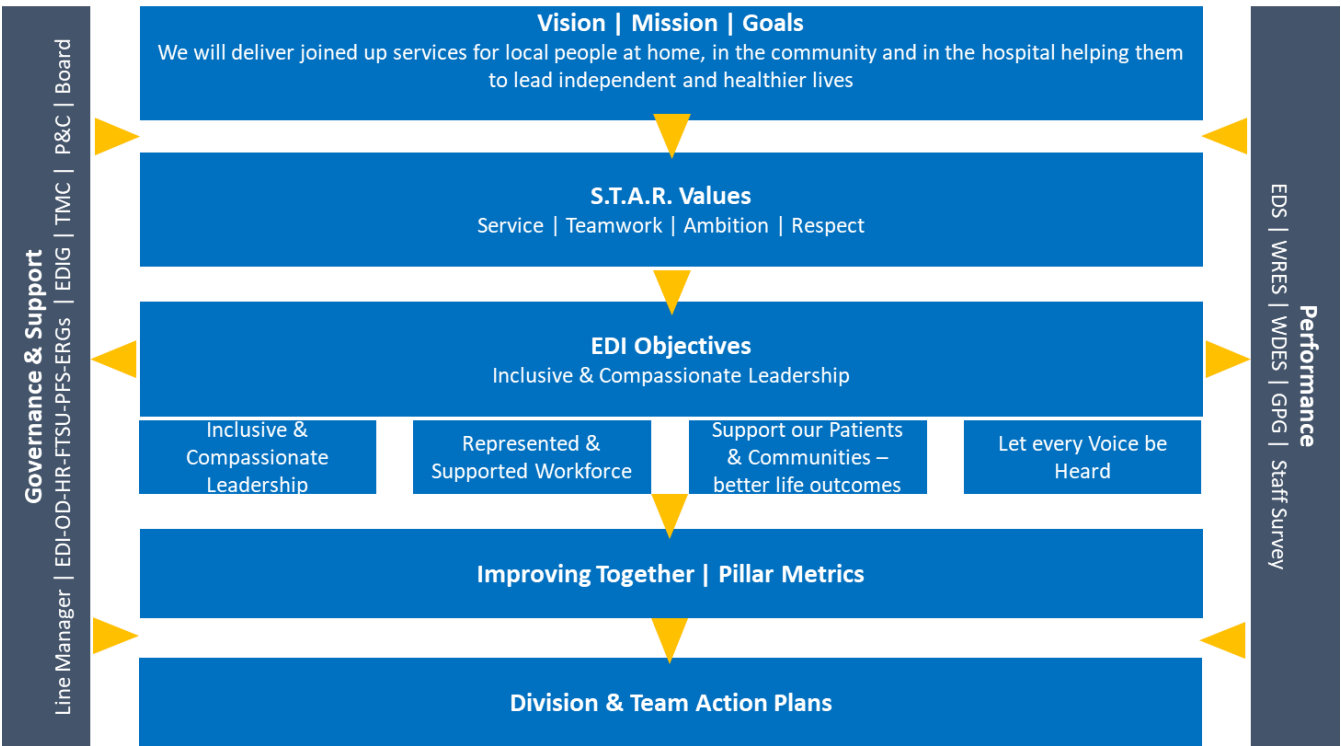 Governance & Support
Line Manager | EDI-OD-HR-FTSU-PFS-ERGs | EDIG | TMC | P&C | Board
Vision | Mission | Goals
We will deliver joined up services for local people at home, in the community and in the hospital helping them
to lead independent and healthier lives
S.T.A.R. Values
Service | Teamwork | Ambition | Respect
EDI Objectives
Inclusive & Compassionate Leadership
Inclusive &
Compassionate
Leadership
Represented &
Supported Workforce
Support our Patients
& Communities –
better life outcomes
Let every Voice be
Heard
Improving Together | Pillar Metrics
Division & Team Action Plans
Performance
EDS | WRES | WDES | GPG | Staff Survey